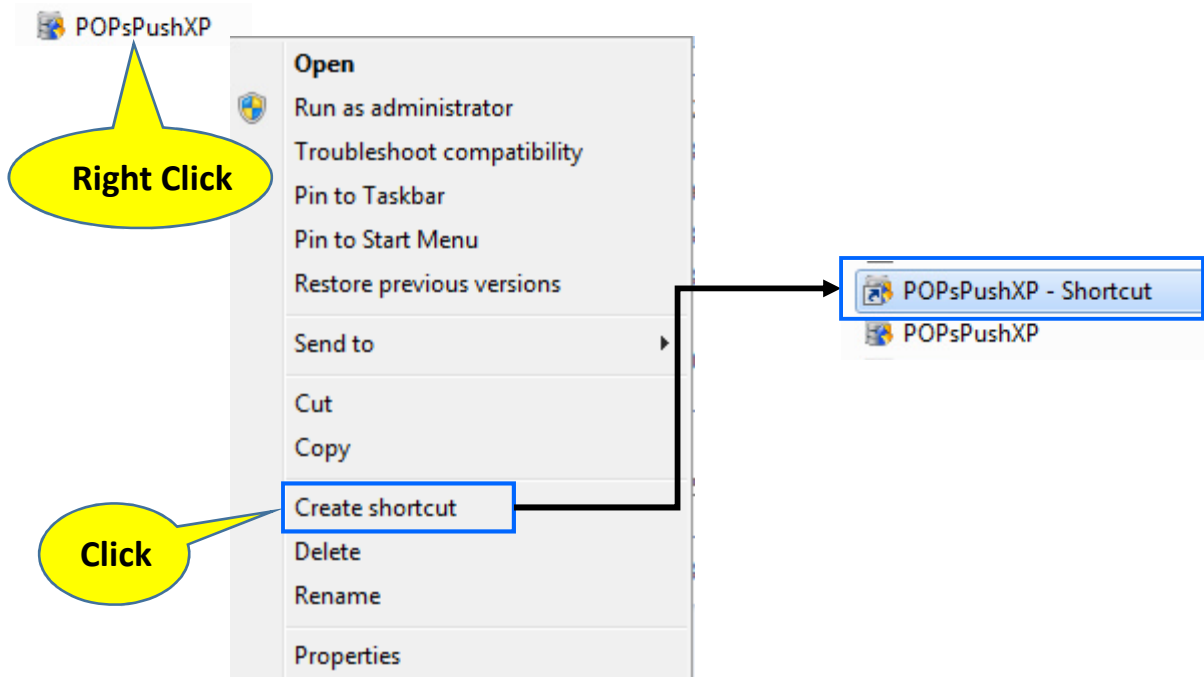 POPsPushXP
Right Click
Open
Run as administrator
Troubleshoot compatibility
Pin to Taskbar
Pin to Start Menu
Restore previous versions
Send to
Cut
Copy
Create shortcut
Delete
Rename
Properties
Click
POPsPushXP - Shortcut
POPsPushXP